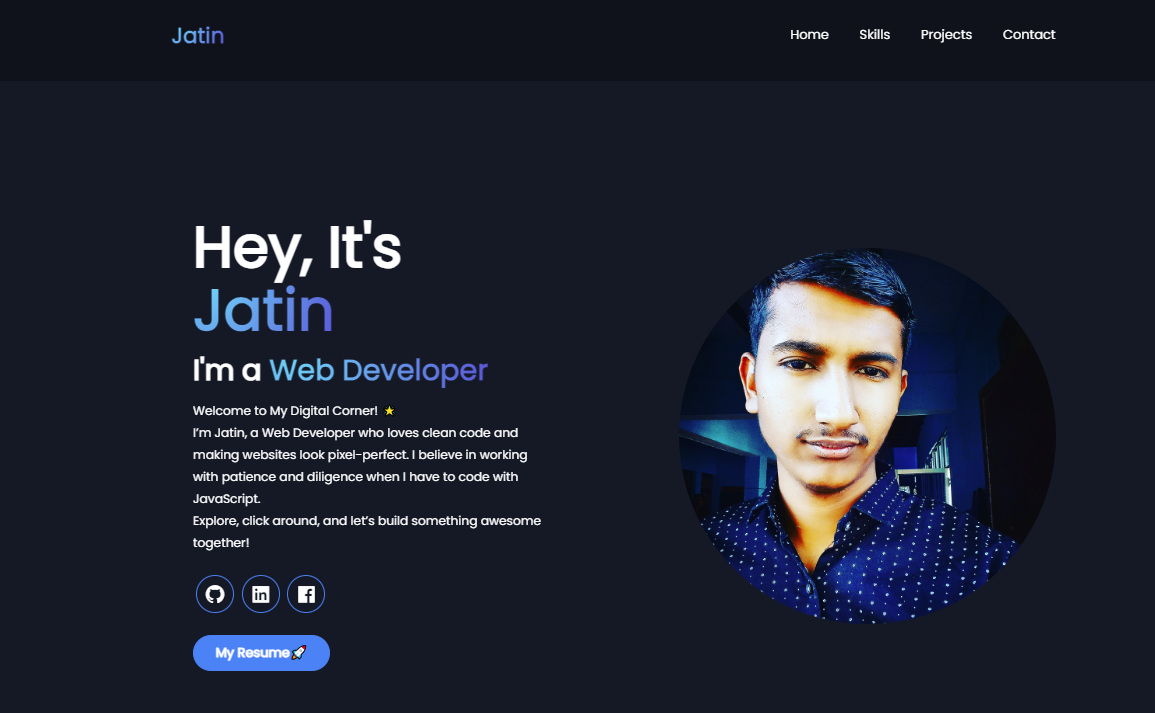 Jatin
Home Skills Projects Contact
Hey, It's
Jatin
I'm a Web Developer
Welcome to My Digital Corner! ⭐
I’m Jatin, a Web Developer who loves clean code and
making websites look pixel-perfect. I believe in working
with patience and diligence when I have to code with
JavaScript.
Explore, click around, and let’s build something awesome
together!
in
My Resume🚀